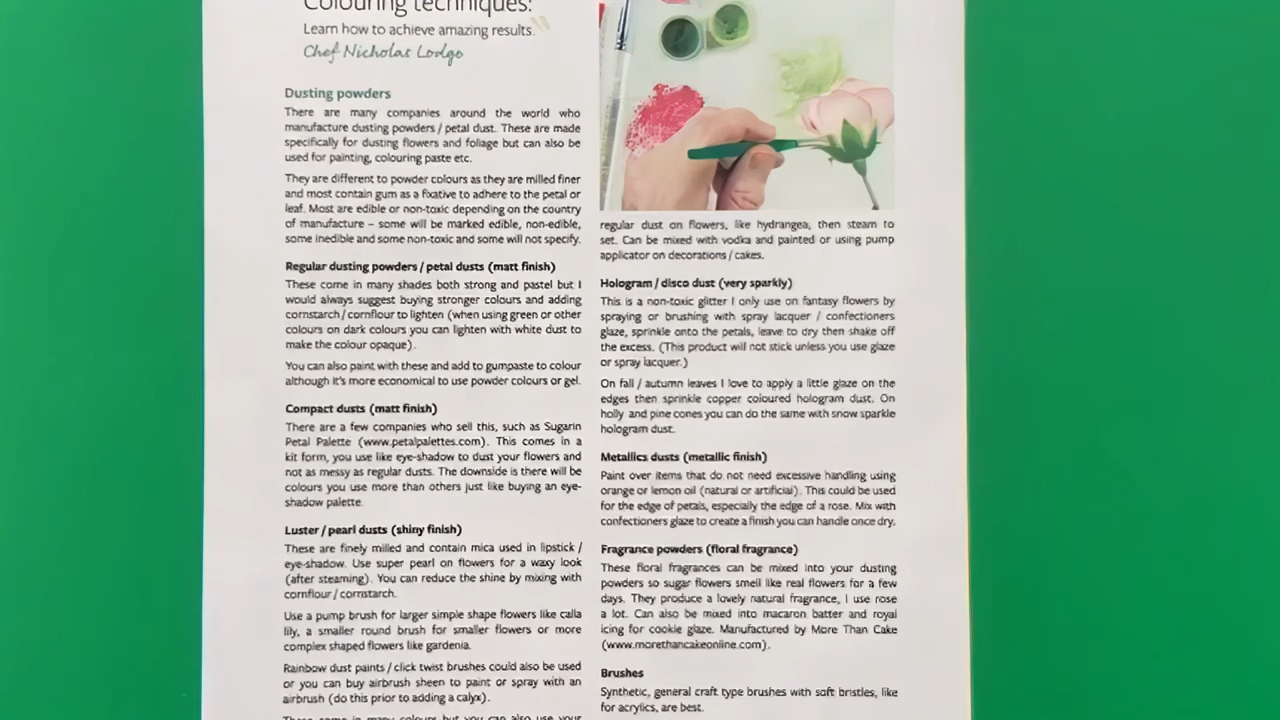 Colouring techniques:
Learn how to achieve amazing results.
Chef Nicholas Lodge
Dusting powders
There are many companies around the world who
manufacture dusting powders / petal dust. These are made
specifically for dusting flowers and foliage but can also be
used for painting, colouring paste etc.
They are different to powder colours as they are milled finer
and most contain gum as a fixative to adhere to the petal or
leaf. Most are edible or non-toxic depending on the country
of manufacture – some will be marked edible, non-edible,
some inedible and some non-toxic and some will not specify.
Regular dusting powders / petal dusts (matt finish)
These come in many shades both strong and pastel but I
would always suggest buying stronger colours and adding
cornstarch / cornflour to lighten (when using green or other
colours on dark colours you can lighten with white dust to
make the colour opaque).
You can also paint with these and add to gumpaste to colour
although it's more economical to use powder colours or gel.
Compact dusts (matt finish)
There are a few companies who sell this, such as Sugarin
Petal Palette (www.petalpalettes.com). This comes in a
kit form, you use like eye-shadow to dust your flowers and
not as messy as regular dusts. The downside is there will be
colours you use more than others just like buying an eye-
shadow palette.
Luster / pearl dusts (shiny finish)
These are finely milled and contain mica used in lipstick /
eye-shadow. Use super pearl on flowers for a waxy look
(after steaming). You can reduce the shine by mixing with
cornflour / cornstarch.
Use a pump brush for larger simple shape flowers like calla
lily, a smaller round brush for smaller flowers or more
complex shaped flowers like gardenia.
Rainbow dust paints / click twist brushes could also be used
or you can buy airbrush sheen to paint or spray with an
airbrush (do this prior to adding a calyx).
These come in many colours but you can also use your
regular dust on flowers, like hydrangea, then steam to
set. Can be mixed with vodka and painted or using pump
applicator on decorations / cakes.
Hologram / disco dust (very sparkly)
This is a non-toxic glitter I only use on fantasy flowers by
spraying or brushing with spray lacquer / confectioners
glaze, sprinkle onto the petals, leave to dry then shake off
the excess. (This product will not stick unless you use glaze
or spray lacquer.)
On fall / autumn leaves I love to apply a little glaze on the
edges then sprinkle copper coloured hologram dust. On
holly and pine cones you can do the same with snow sparkle
hologram dust.
Metallics dusts (metallic finish)
Paint over items that do not need excessive handling using
orange or lemon oil (natural or artificial). This could be used
for the edge of petals, especially the edge of a rose. Mix with
confectioners glaze to create a finish you can handle once dry.
Fragrance powders (floral fragrance)
These floral fragrances can be mixed into your dusting
powders so sugar flowers smell like real flowers for a few
days. They produce a lovely natural fragrance, I use rose
a lot. Can also be mixed into macaron batter and royal
icing for cookie glaze. Manufactured by More Than Cake
(www.morethancakeonline.com).
Brushes
Synthetic, general craft type brushes with soft bristles, like
for acrylics, are best.